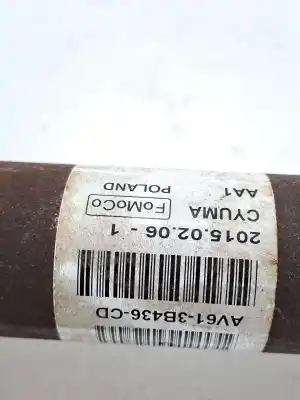 AV61-3B436-CD
2015.02.06 - 1
CYUMA AA1
FoMoCo POLAND